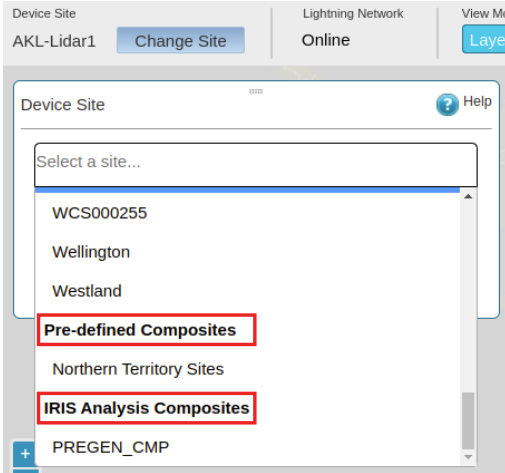 Device Site
Lightning Network
View M
AKL-Lidar1
Change Site
Online
Laye
Device Site
? Help
Select a site...
WCS000255
Wellington
Westland
Pre-defined Composites
Northern Territory Sites
IRIS Analysis Composites
PREGEN_CMP
+